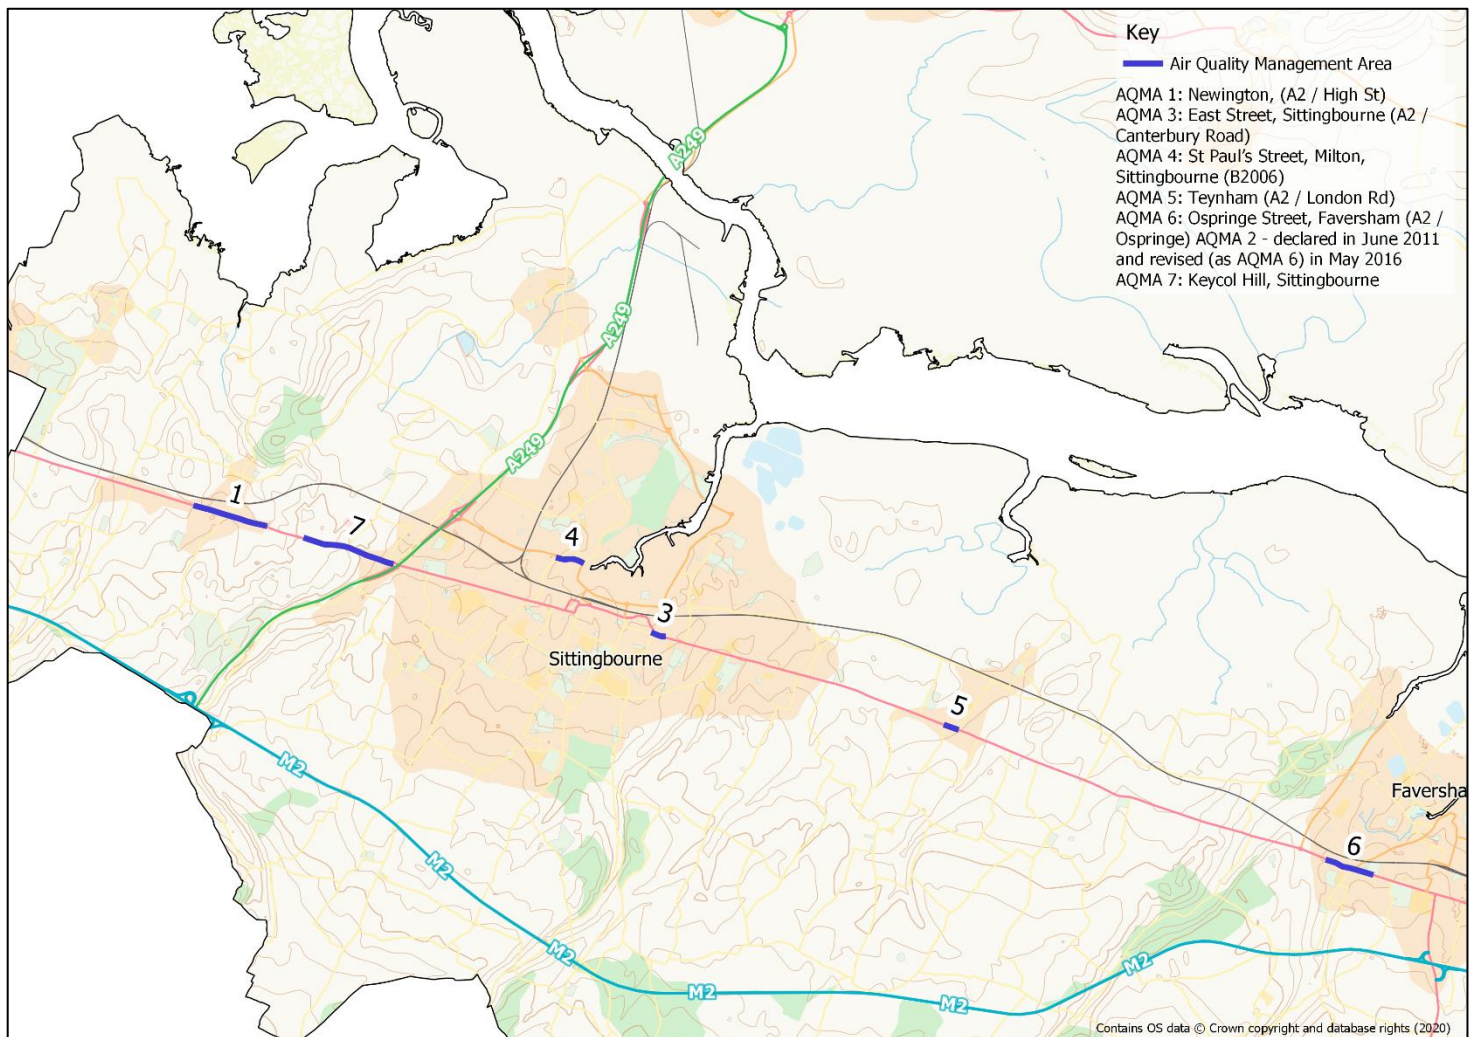 Key
Air Quality Management Area
AQMA 1: Newington, (A2 / High St)
AQMA 3: East Street, Sittingbourne (A2 /
Canterbury Road)
AQMA 4: St Paul's Street, Milton,
Sittingbourne (B2006)
AQMA 5: Teynham (A2 / London Rd)
AQMA 6: Ospringe Street, Faversham (A2 /
Ospringe) AQMA 2 - declared in June 2011
and revised (as AQMA 6) in May 2016
AQMA 7: Keycol Hill, Sittingbourne
A249
A249
A249
1
7
4
3
Sittingbourne
5
M2
Faversha
6
M2
M2
M2
M2
M2
Contains OS data © Crown copyright and database rights (2020)